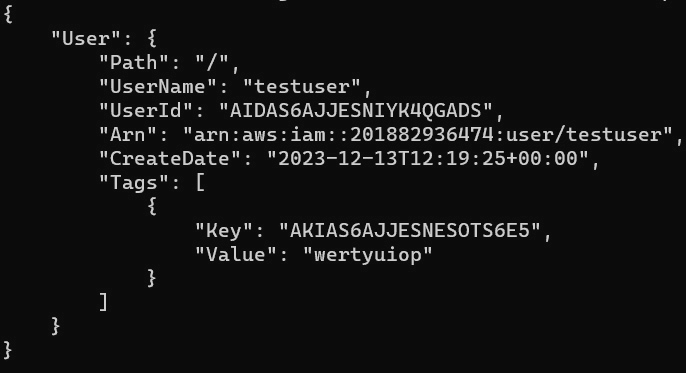 {
    "User": {
        "Path": "/",
        "UserName": "testuser",
        "UserId": "AIDAS6AJJESNIYK4QGADS",
        "Arn": "arn:aws:iam::201882936474:user/testuser",
        "CreateDate": "2023-12-13T12:19:25+00:00",
        "Tags": [
            {
                "Key": "AKIAS6AJJESNESOTS6E5",
                "Value": "wertyuiop"
            }
        ]
    }
}